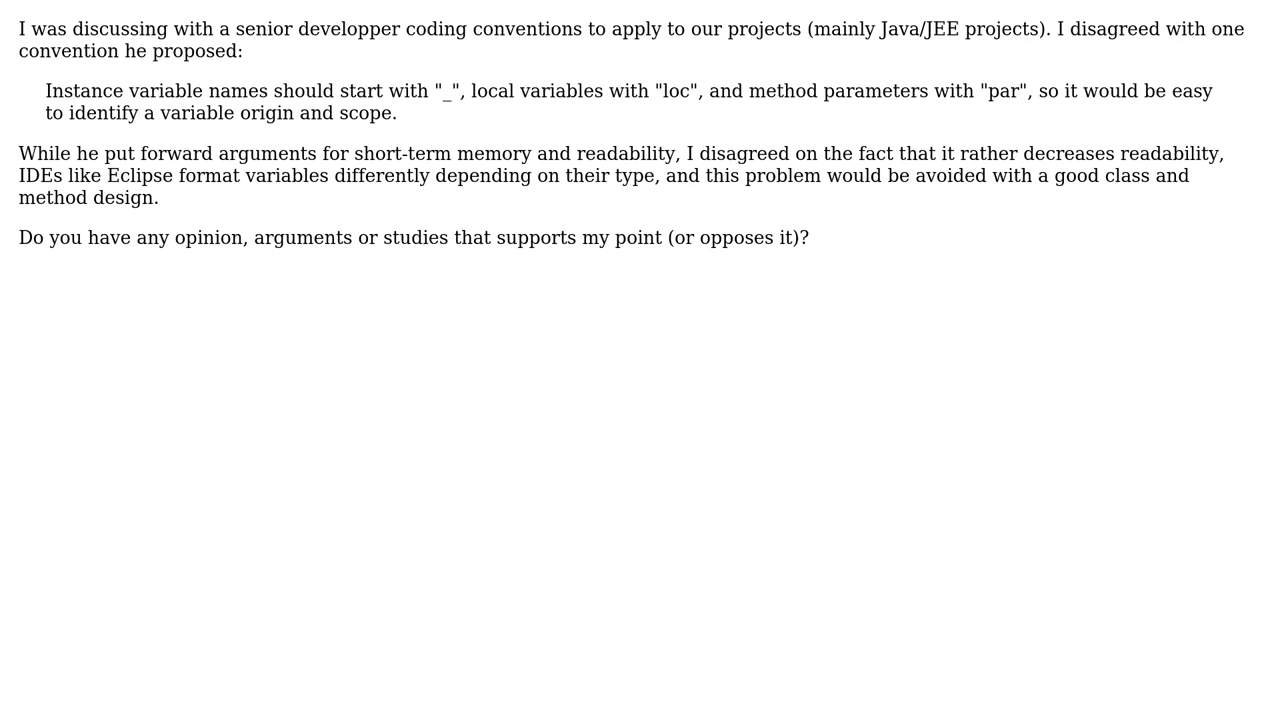 I was discussing with a senior developper coding conventions to apply to our projects (mainly Java/JEE projects). I disagreed with one
convention he proposed:
Instance variable names should start with "_", local variables with "loc", and method parameters with "par", so it would be easy
to identify a variable origin and scope.
While he put forward arguments for short-term memory and readability, I disagreed on the fact that it rather decreases readability,
IDEs like Eclipse format variables differently depending on their type, and this problem would be avoided with a good class and
method design.
Do you have any opinion, arguments or studies that supports my point (or opposes it)?